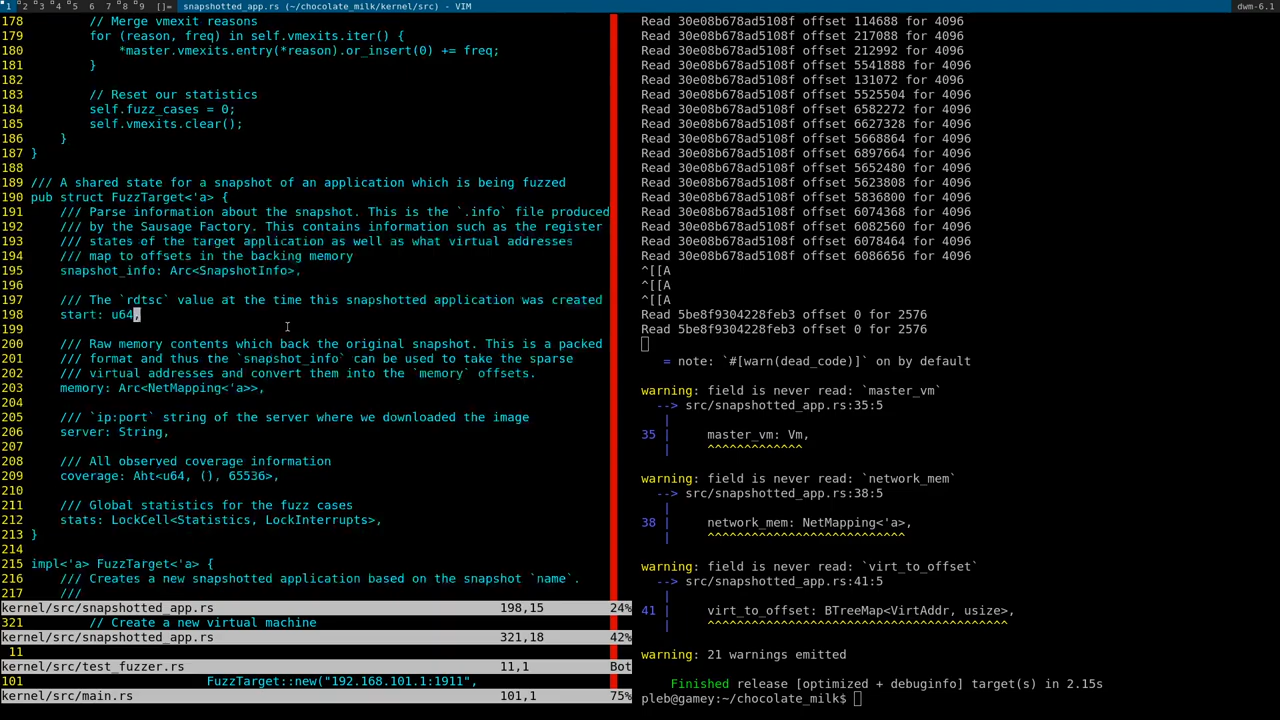 1 2 3 4 5 6 7 8 9 []= snapshotted_app.rs (~/chocolate_milk/kernel/src) - VIM dwm-6.1
178 // Merge vmexit reasons
179 for (reason, freq) in self.vmexits.iter() {
180 *master.vmexits.entry(*reason).or_insert(0) += freq;
181 }
182
183 // Reset our statistics
184 self.fuzz_cases = 0;
185 self.vmexits.clear();
186 }
187 }
188
189 /// A shared state for a snapshot of an application which is being fuzzed
190 pub struct FuzzTarget<'a> {
191 /// Parse information about the snapshot. This is the `.info` file produced
192 /// by the Sausage Factory. This contains information such as the register
193 /// states of the target application as well as what virtual addresses
194 /// map to offsets in the backing memory
195 snapshot_info: Arc<SnapshotInfo>,
196
197 /// The `rdtsc` value at the time this snapshotted application was created
198 start: u64,
199
200 /// Raw memory contents which back the original snapshot. This is a packed
201 /// format and thus the `snapshot_info` can be used to take the sparse
202 /// virtual addresses and convert them into the `memory` offsets.
203 memory: Arc<NetMapping<'a>>,
204
205 /// `ip:port` string of the server where we downloaded the image
206 server: String,
207
208 /// All observed coverage information
209 coverage: Aht<u64, (), 65536>,
210
211 /// Global statistics for the fuzz cases
212 stats: LockCell<Statistics, LockInterrupts>,
213 }
214
215 impl<'a> FuzzTarget<'a> {
216 /// Creates a new snapshotted application based on the snapshot `name`.
217 ///
kernel/src/snapshotted_app.rs 198,15 24%
321 // Create a new virtual machine
kernel/src/snapshotted_app.rs 321,18 42%
11
kernel/src/test_fuzzer.rs 11,1 Bot
101 FuzzTarget::new("192.168.101.1:1911",
kernel/src/main.rs 101,1 75%
Read 30e08b678ad5108f offset 114688 for 4096
Read 30e08b678ad5108f offset 217088 for 4096
Read 30e08b678ad5108f offset 212992 for 4096
Read 30e08b678ad5108f offset 5541888 for 4096
Read 30e08b678ad5108f offset 131072 for 4096
Read 30e08b678ad5108f offset 5525504 for 4096
Read 30e08b678ad5108f offset 6582272 for 4096
Read 30e08b678ad5108f offset 6627328 for 4096
Read 30e08b678ad5108f offset 5668864 for 4096
Read 30e08b678ad5108f offset 6897664 for 4096
Read 30e08b678ad5108f offset 5652480 for 4096
Read 30e08b678ad5108f offset 5623808 for 4096
Read 30e08b678ad5108f offset 5836800 for 4096
Read 30e08b678ad5108f offset 6074368 for 4096
Read 30e08b678ad5108f offset 6082560 for 4096
Read 30e08b678ad5108f offset 6078464 for 4096
Read 30e08b678ad5108f offset 6086656 for 4096
^[[A
^[[A
^[[A
Read 5be8f9304228feb3 offset 0 for 2576
Read 5be8f9304228feb3 offset 0 for 2576
= note: `#[warn(dead_code)]` on by default
warning: field is never read: `master_vm`
--> src/snapshotted_app.rs:35:5
|
35 | master_vm: Vm,
| ^^^^^^^^^^^^^
warning: field is never read: `network_mem`
--> src/snapshotted_app.rs:38:5
|
38 | network_mem: NetMapping<'a>,
| ^^^^^^^^^^^^^^^^^^^^^^^^^^^
warning: field is never read: `virt_to_offset`
--> src/snapshotted_app.rs:41:5
|
41 | virt_to_offset: BTreeMap<VirtAddr, usize>,
| ^^^^^^^^^^^^^^^^^^^^^^^^^^^^^^^^^^^^^^^^^
warning: 21 warnings emitted
Finished release [optimized + debuginfo] target(s) in 2.15s
pleb@gamey:~/chocolate_milk$